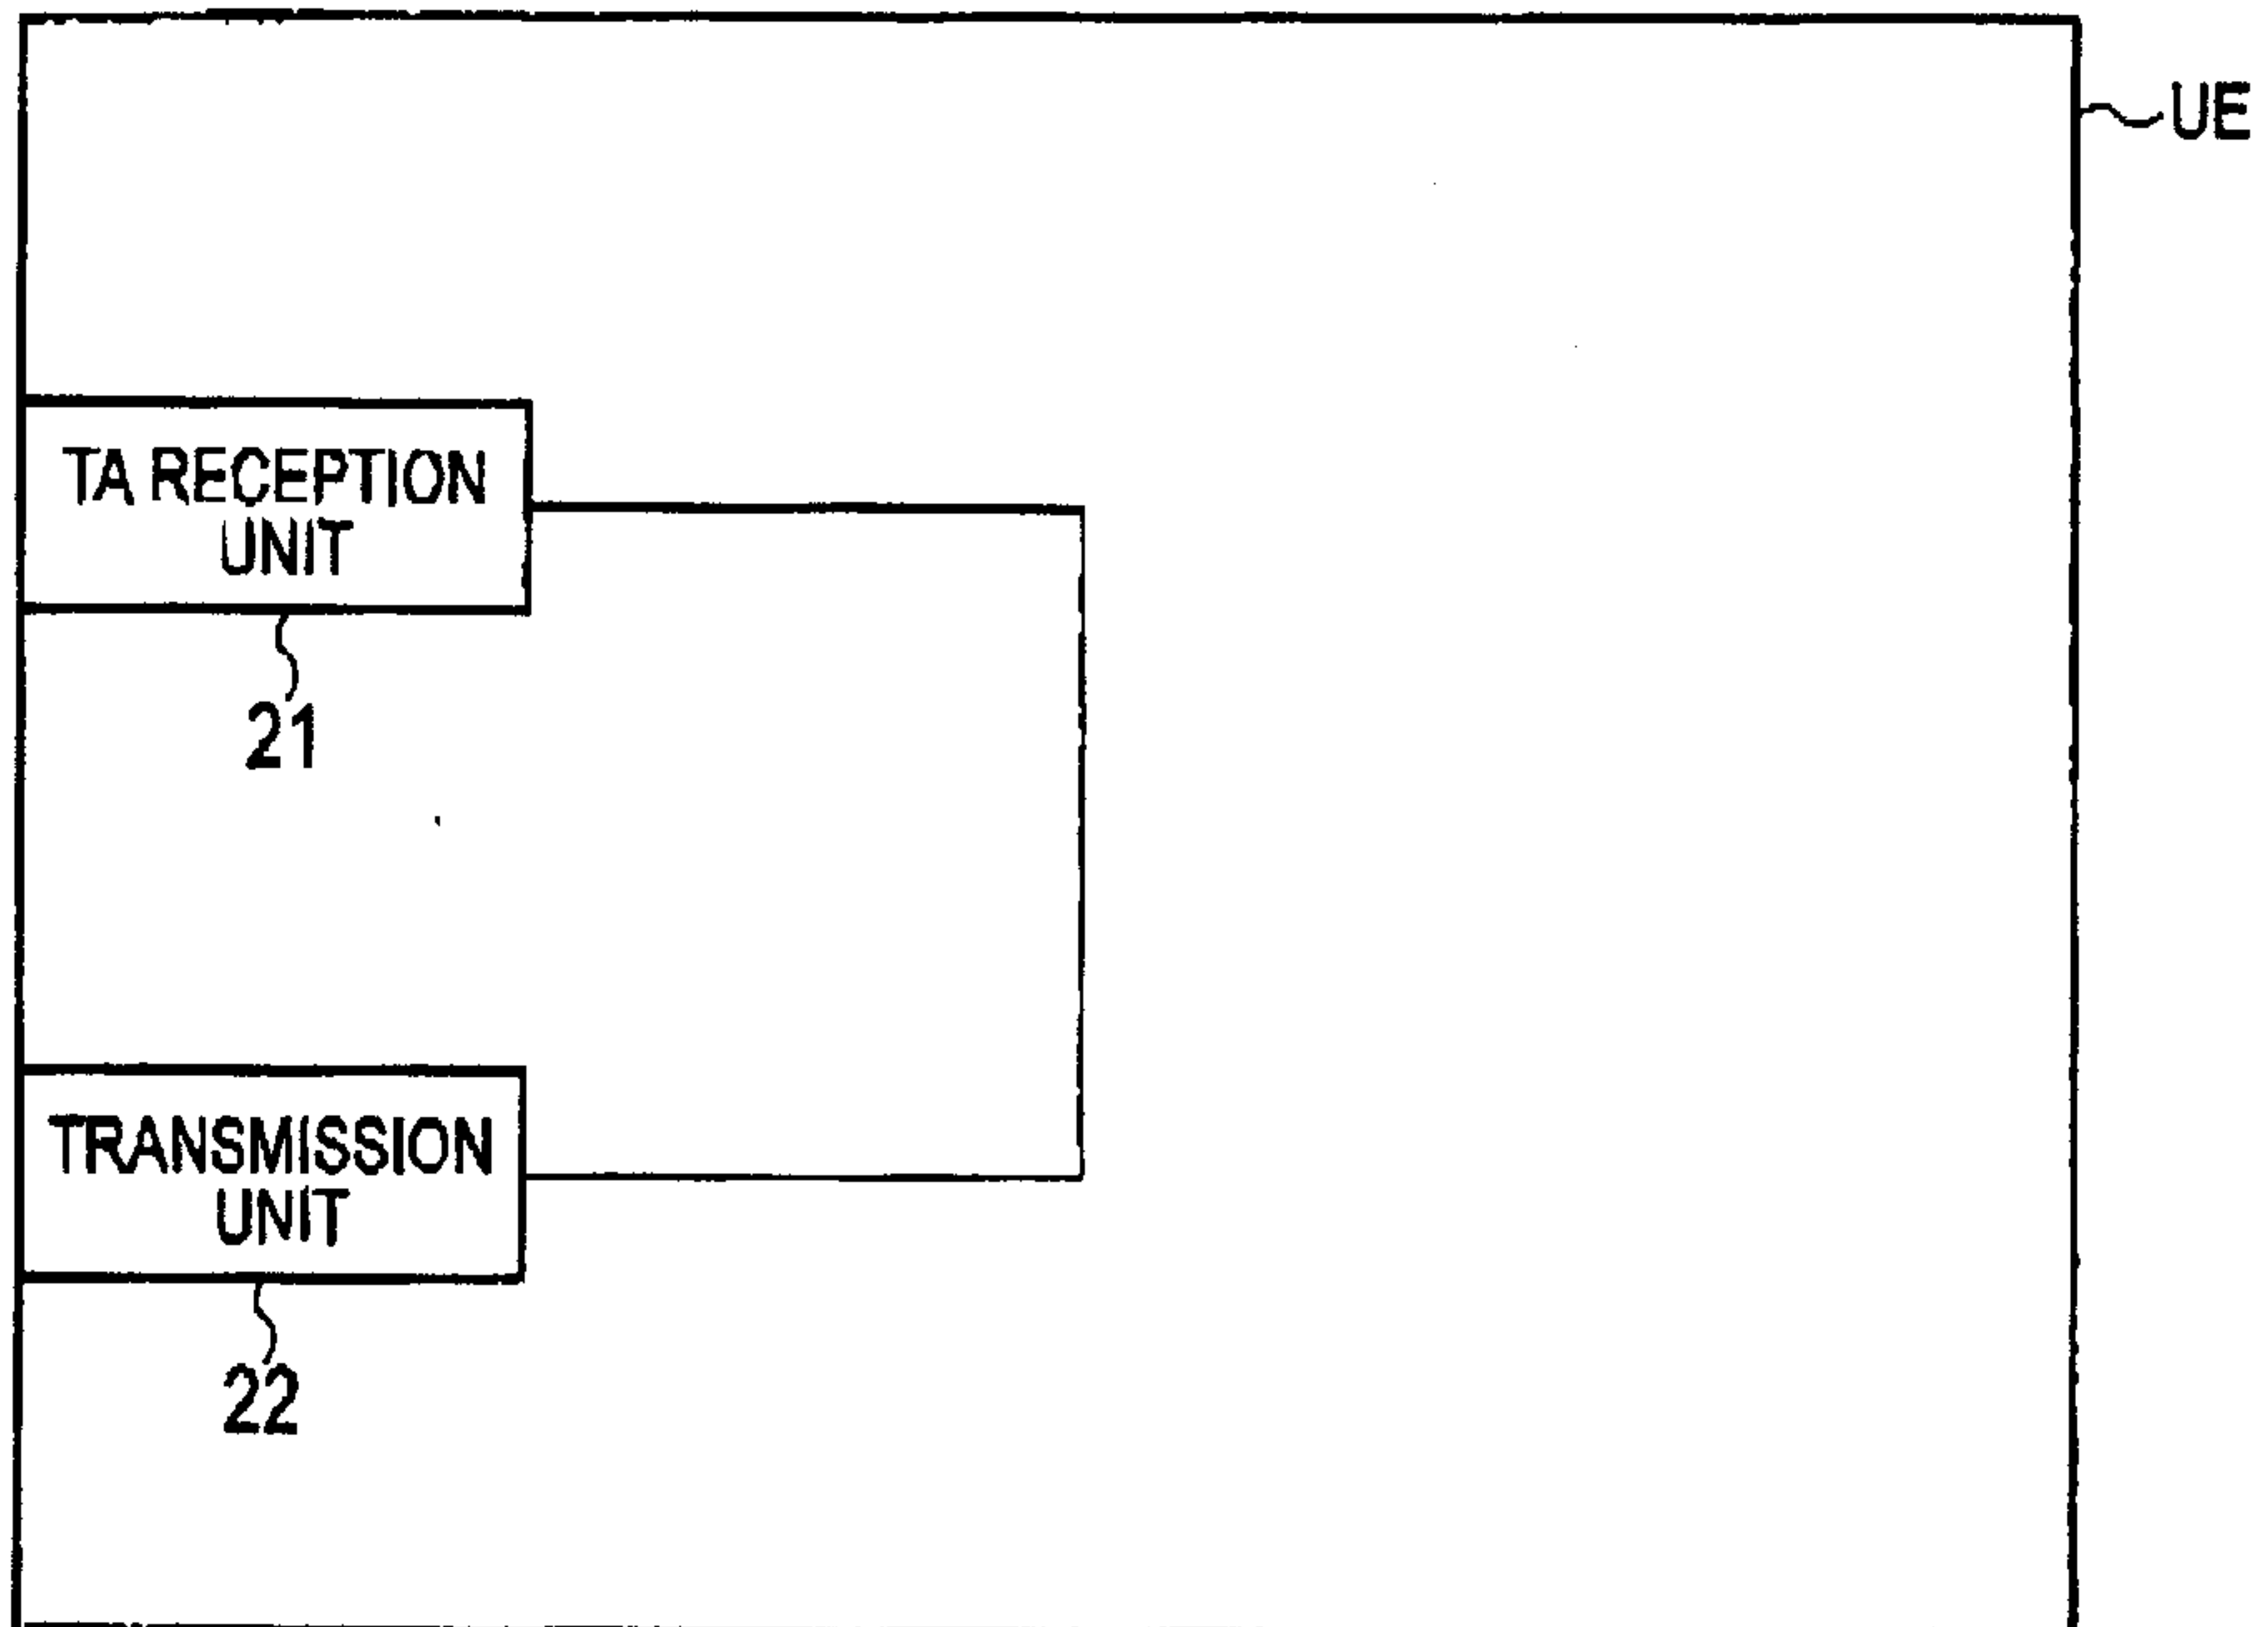 UE
TA RECEPTION
UNIT
21
TRANSMISSION
UNIT
22